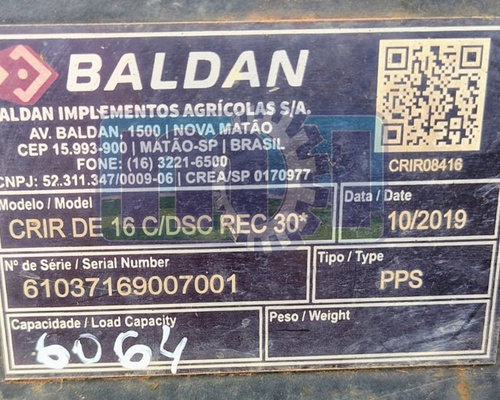 BALDAN
ALDAN IMPLEMENTOS AGRÍCOLAS S/A.
AV. BALDAN, 1500 | NOVA MATÃO
CEP 15.993-900 | MATÃO-SP | BRASIL
FONE: (16) 3221-6500
CNPJ: 52.311.347/0009-06 | CREA/SP 0170977
CRIR08416
Modelo / Model
CRIR DE 16 C/DSC REC 30*
Data / Date
10/2019
Nº de Série / Serial Number
61037169007001
Tipo / Type
PPS
Capacidade / Load Capacity
6064
Peso / Weight